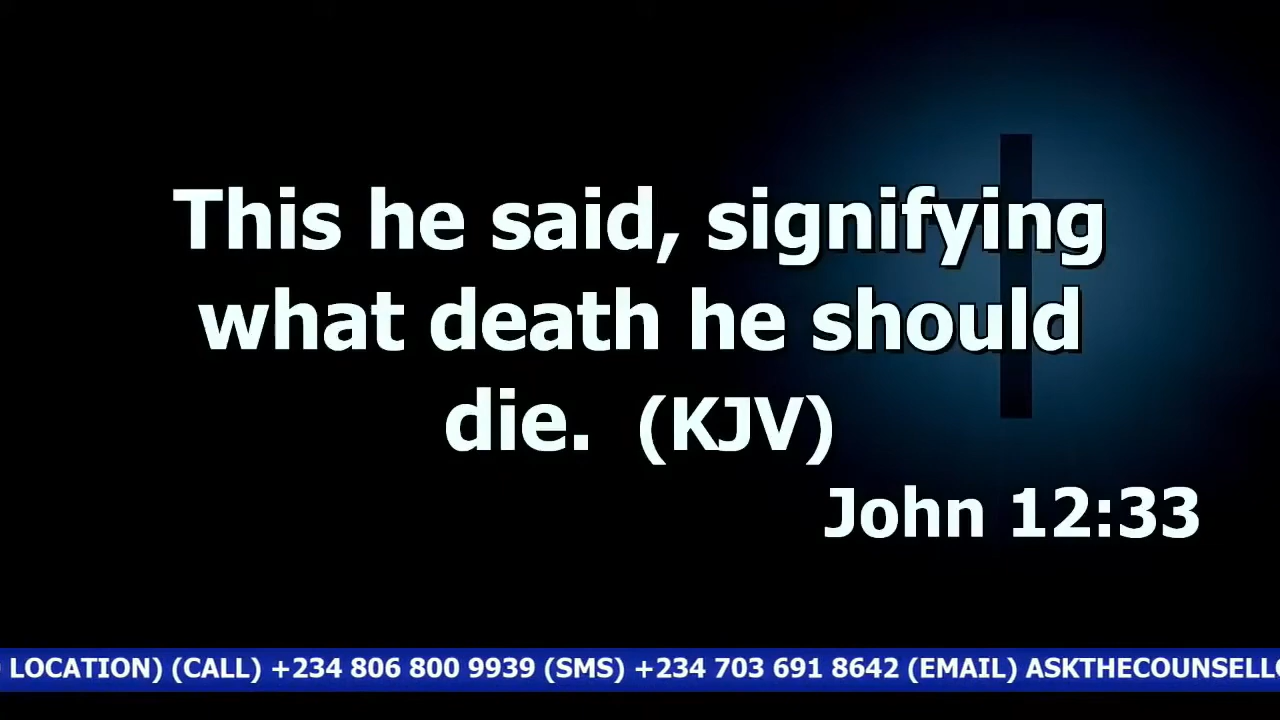 This he said, signifying
what death he should
die. (KJV)
John 12:33
LOCATION) (CALL) +234 806 800 9939 (SMS) +234 703 691 8642 (EMAIL)